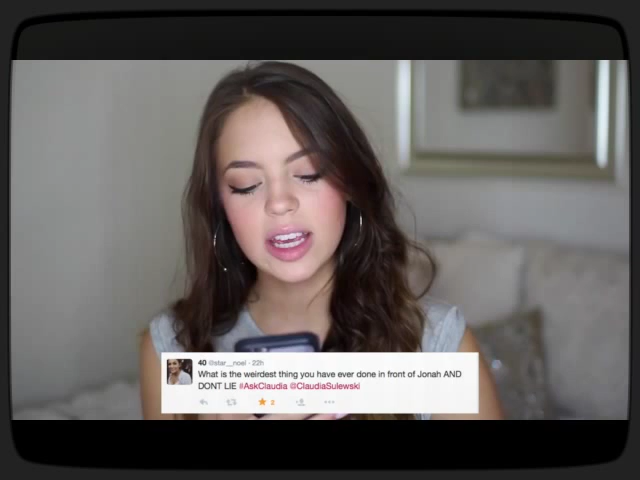 40 @star__noel · 22h
What is the weirdest thing you have ever done in front of Jonah AND
DONT LIE #AskClaudia @ClaudiaSulewski
2